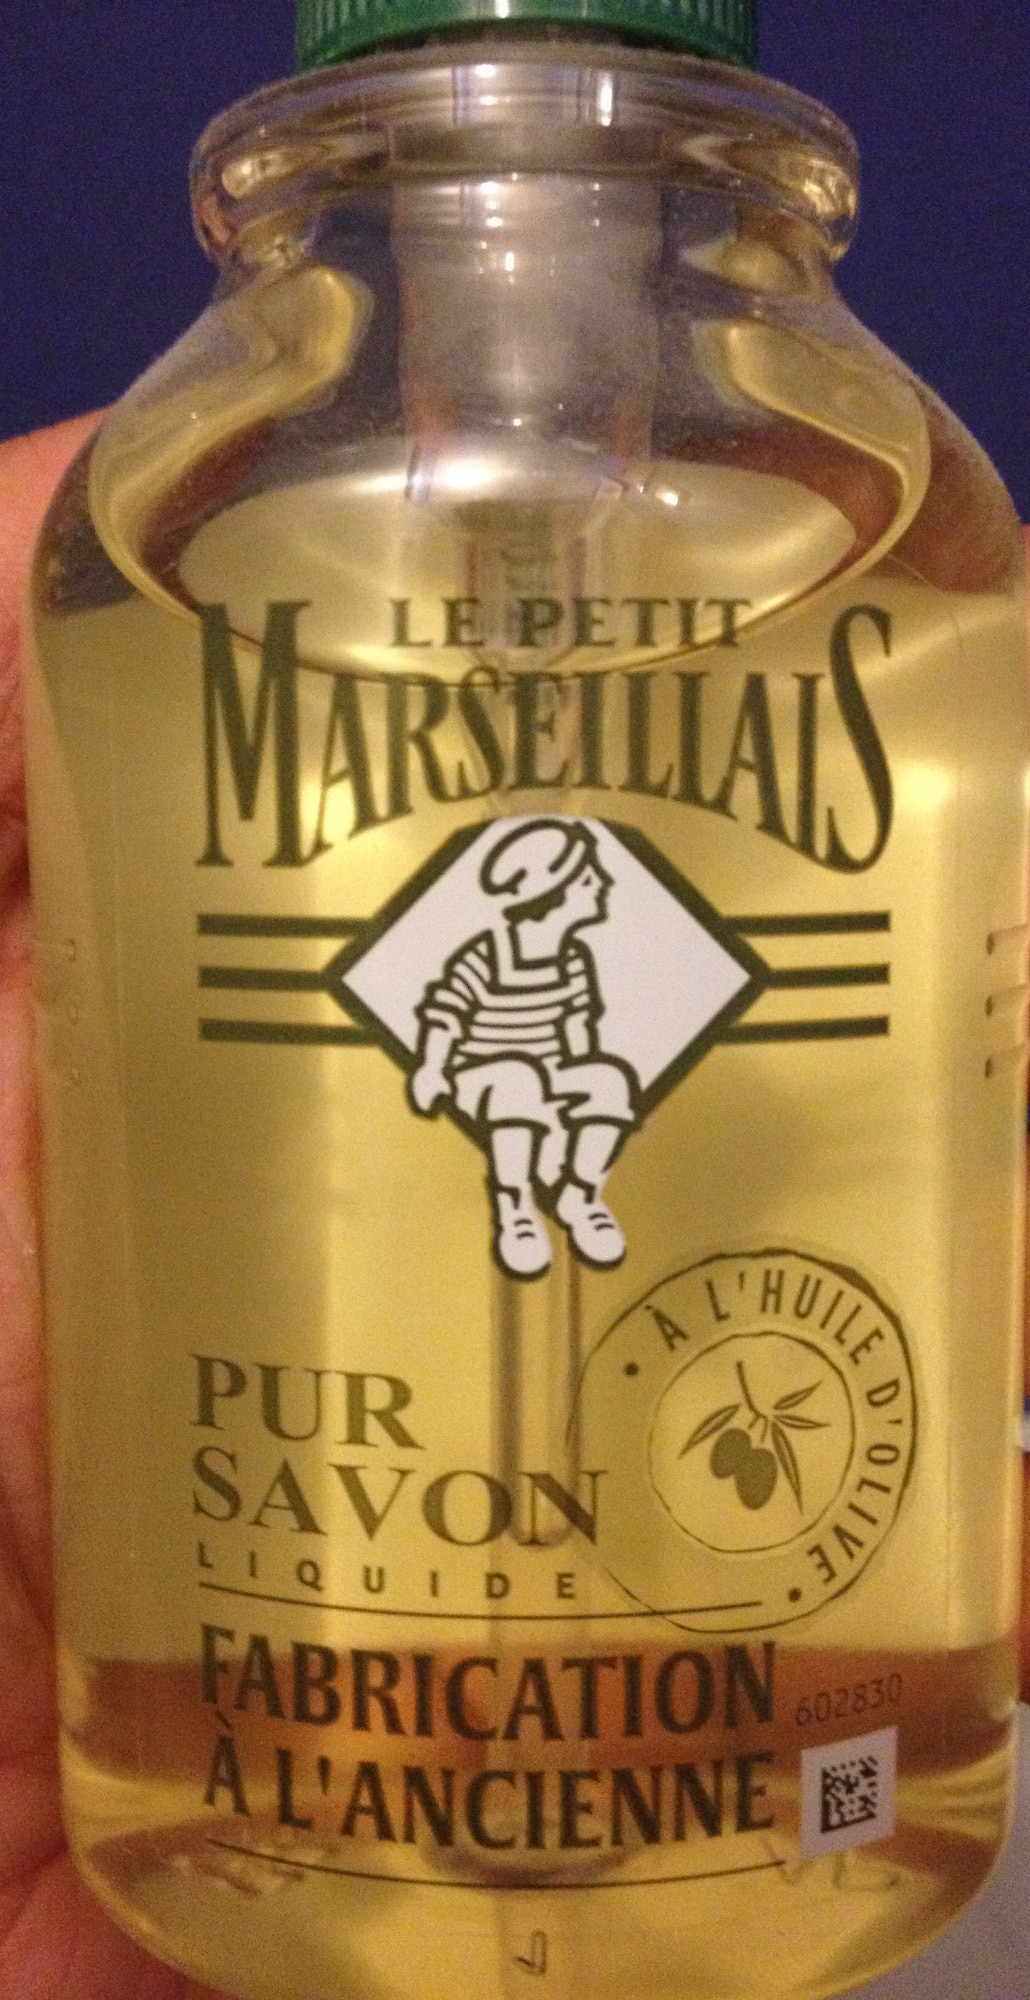 LE PETIT
MARSEILLAIS
• À L'HUILE D'OLIVE •
PUR
SAVON
LIQUIDE
FABRICATION
À L'ANCIENNE
602830